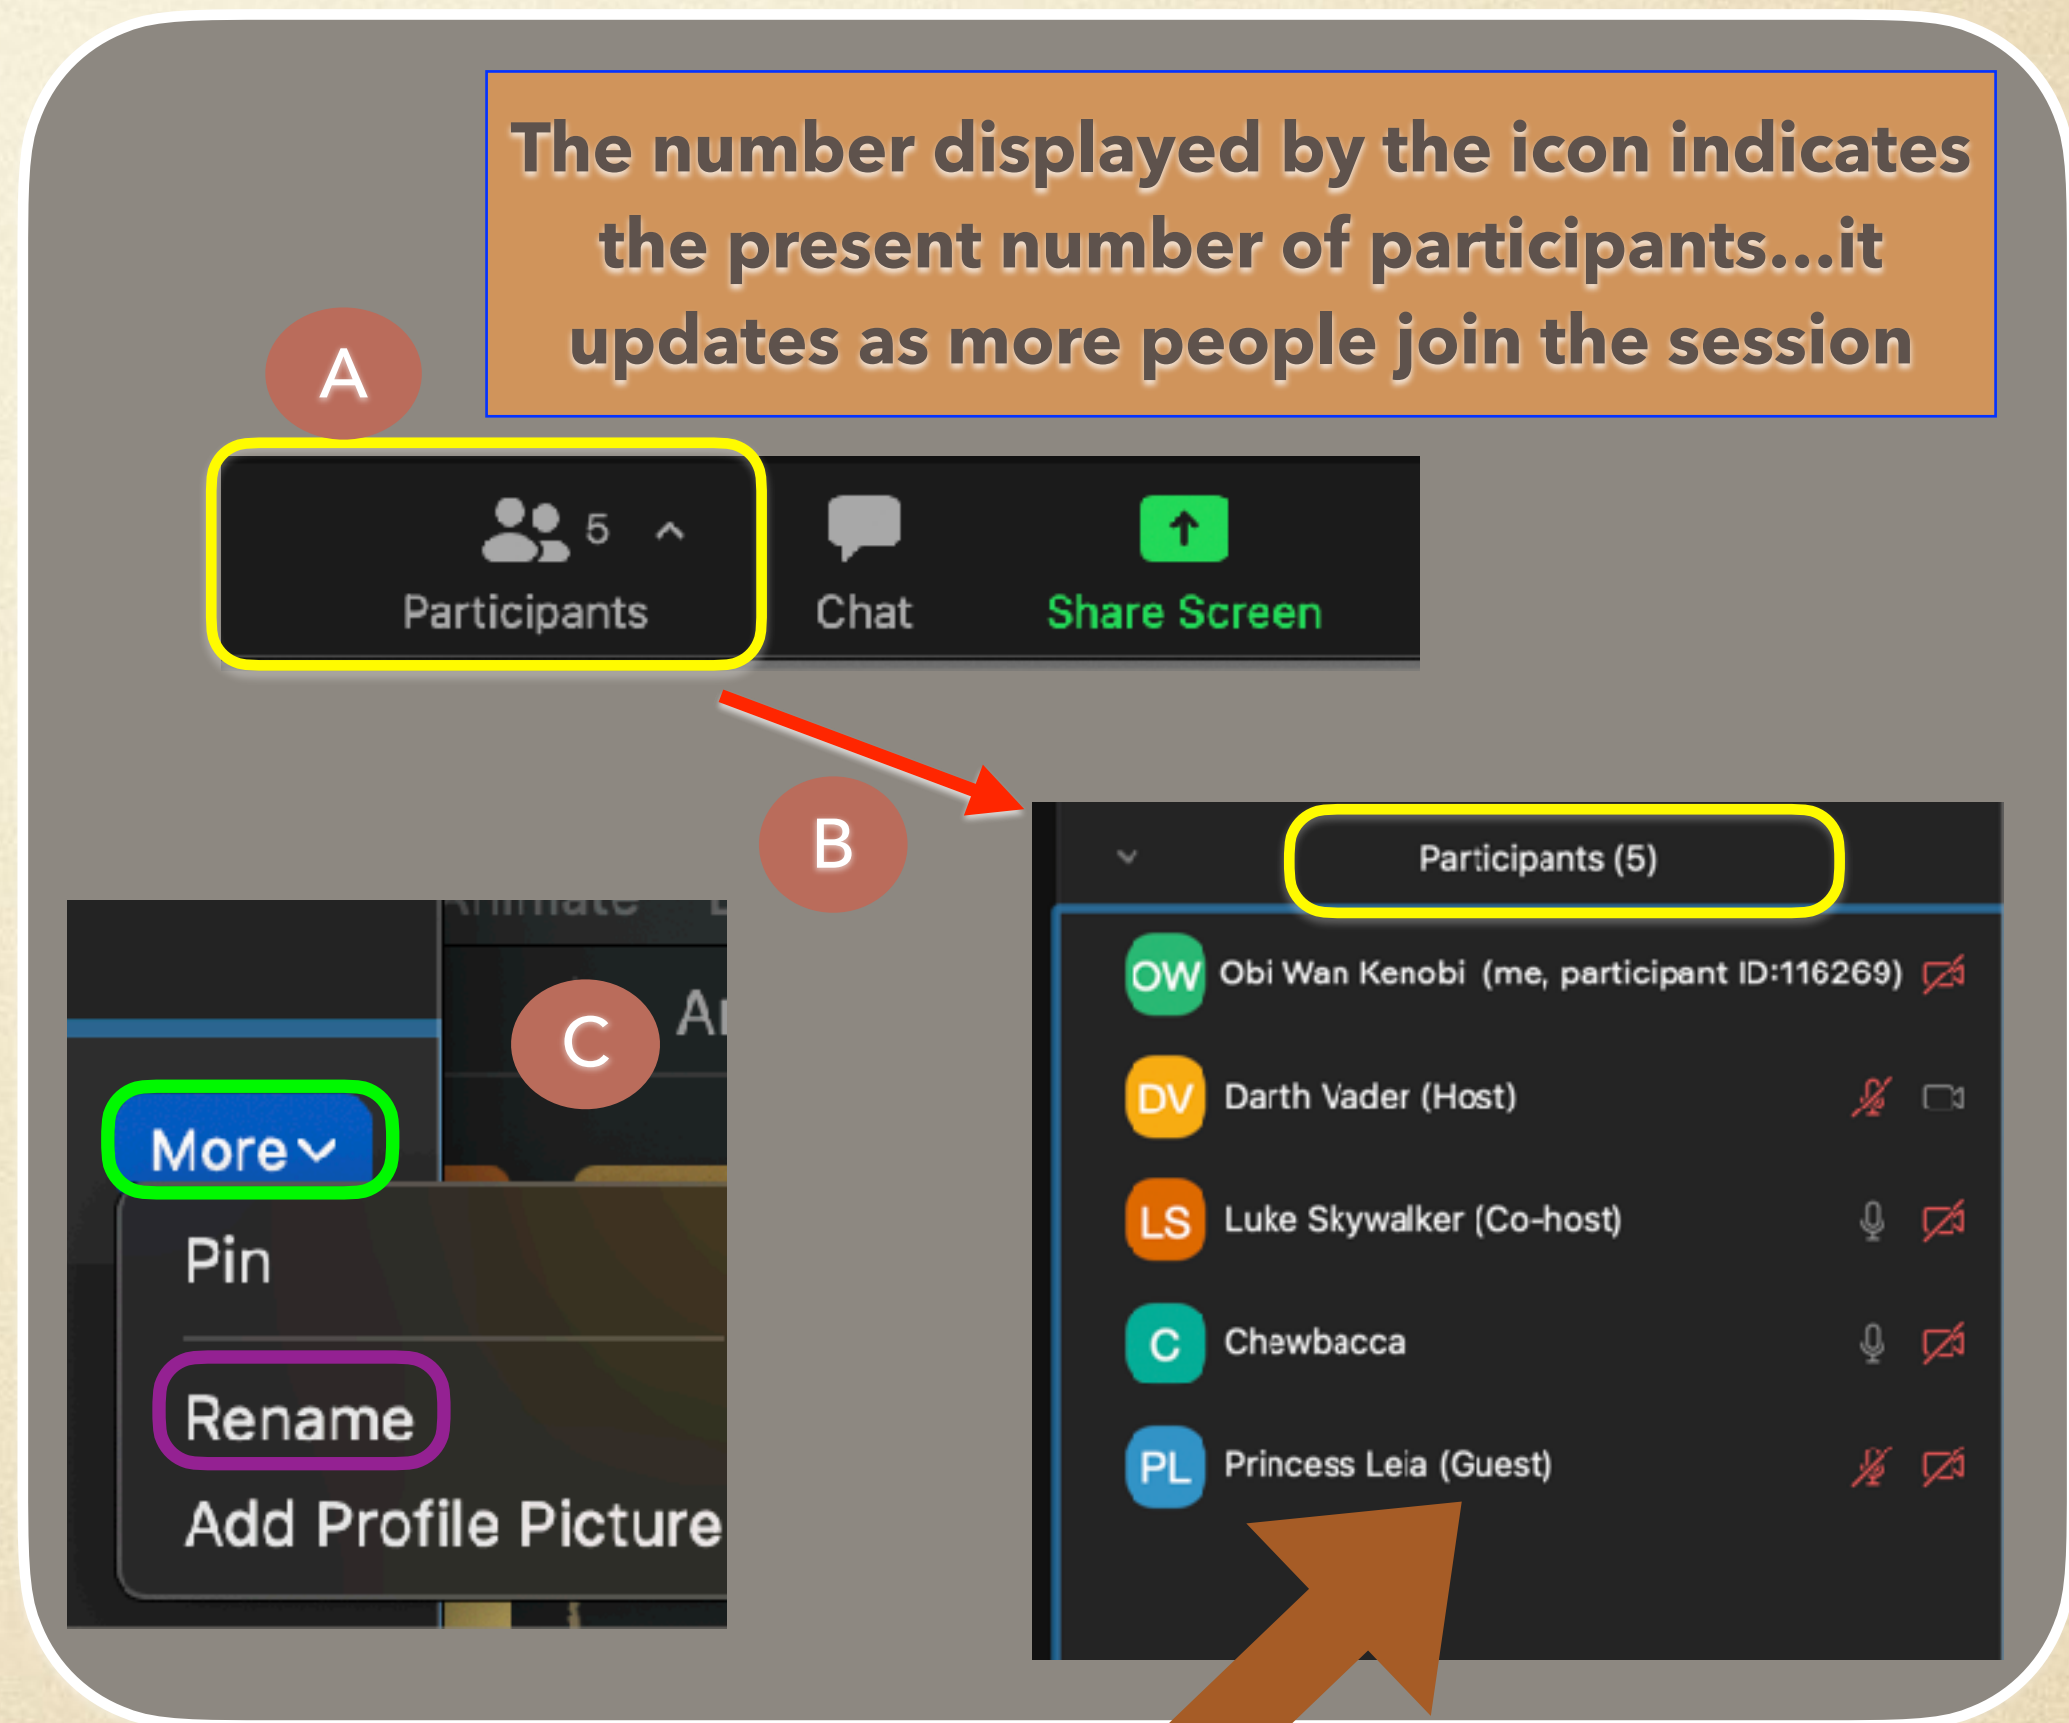 The number displayed by the icon indicates
the present number of participants...it
updates as more people join the session
A
5
Participants
Chat
Share Screen
B
Participants (5)
OW Obi Wan Kenobi (me, participant ID:116269)
DV Darth Vader (Host)
LS Luke Skywalker (Co-host)
C Chewbacca
PL Princess Leia (Guest)
C
More
Pin
Rename
Add Profile Picture